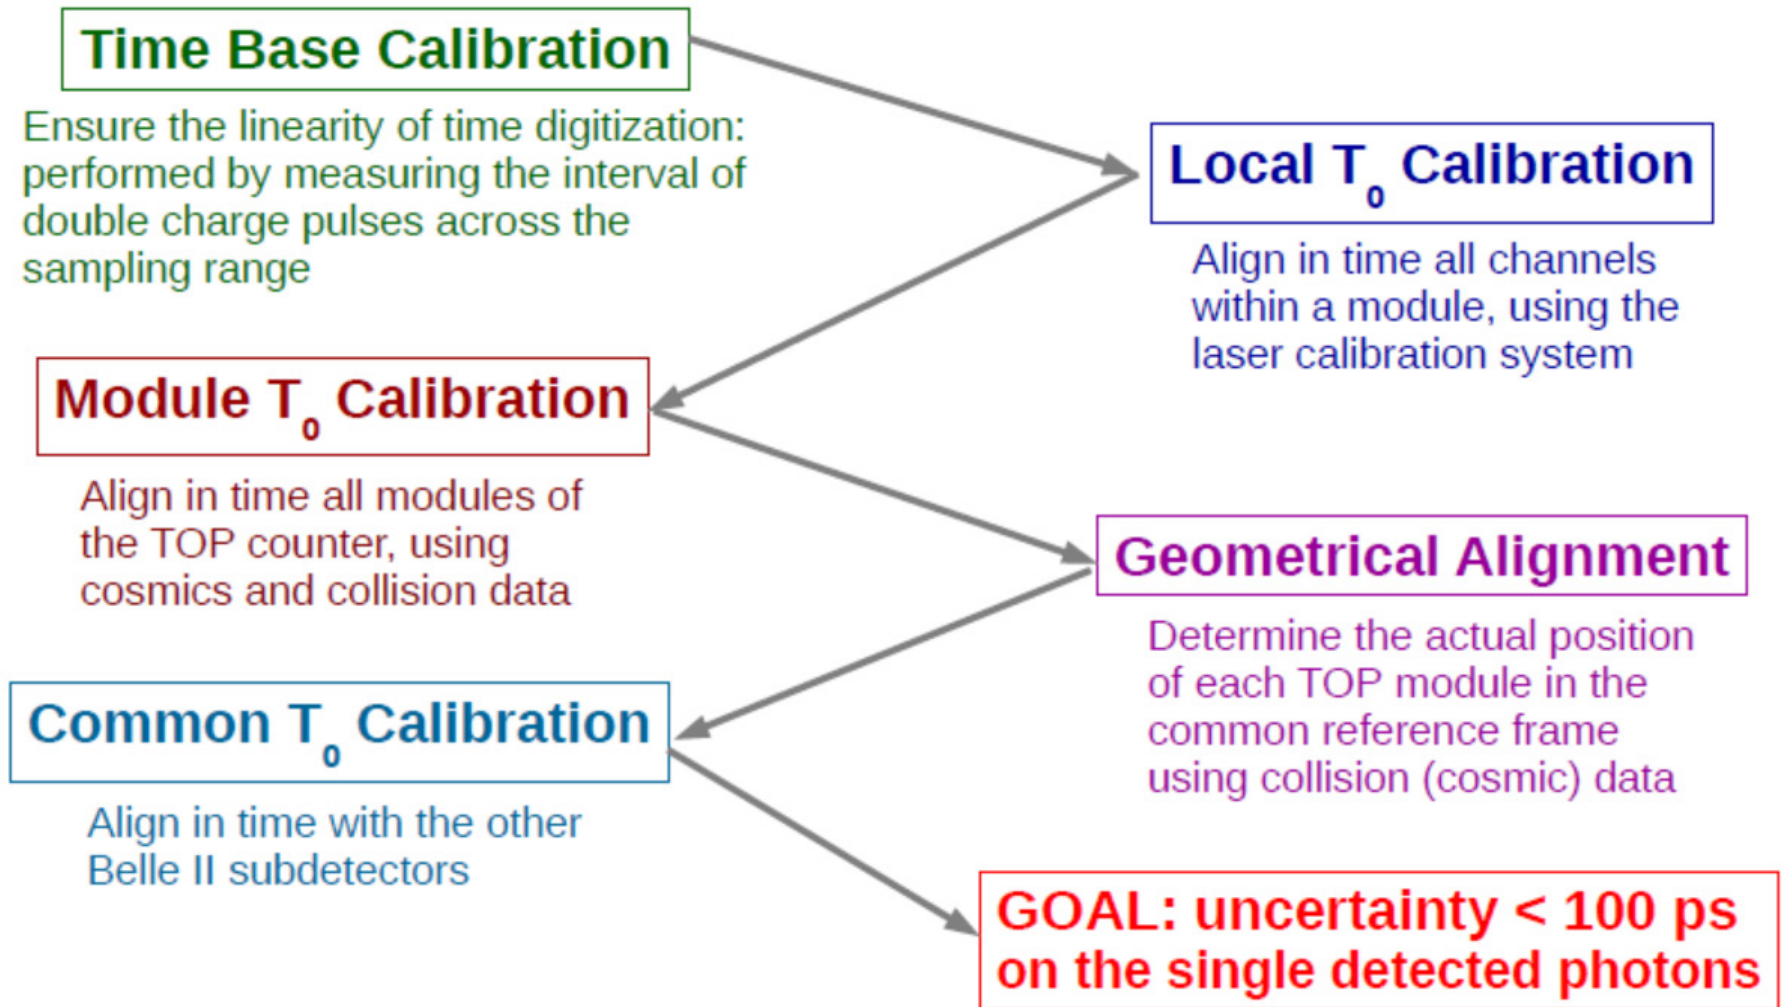 Time Base Calibration
Ensure the linearity of time digitization:
performed by measuring the interval of
double charge pulses across the
sampling range
Local T₀ Calibration
Align in time all channels
within a module, using the
laser calibration system
Module T₀ Calibration
Align in time all modules of
the TOP counter, using
cosmics and collision data
Geometrical Alignment
Determine the actual position
of each TOP module in the
common reference frame
using collision (cosmic) data
Common T₀ Calibration
Align in time with the other
Belle II subdetectors
GOAL: uncertainty < 100 ps
on the single detected photons